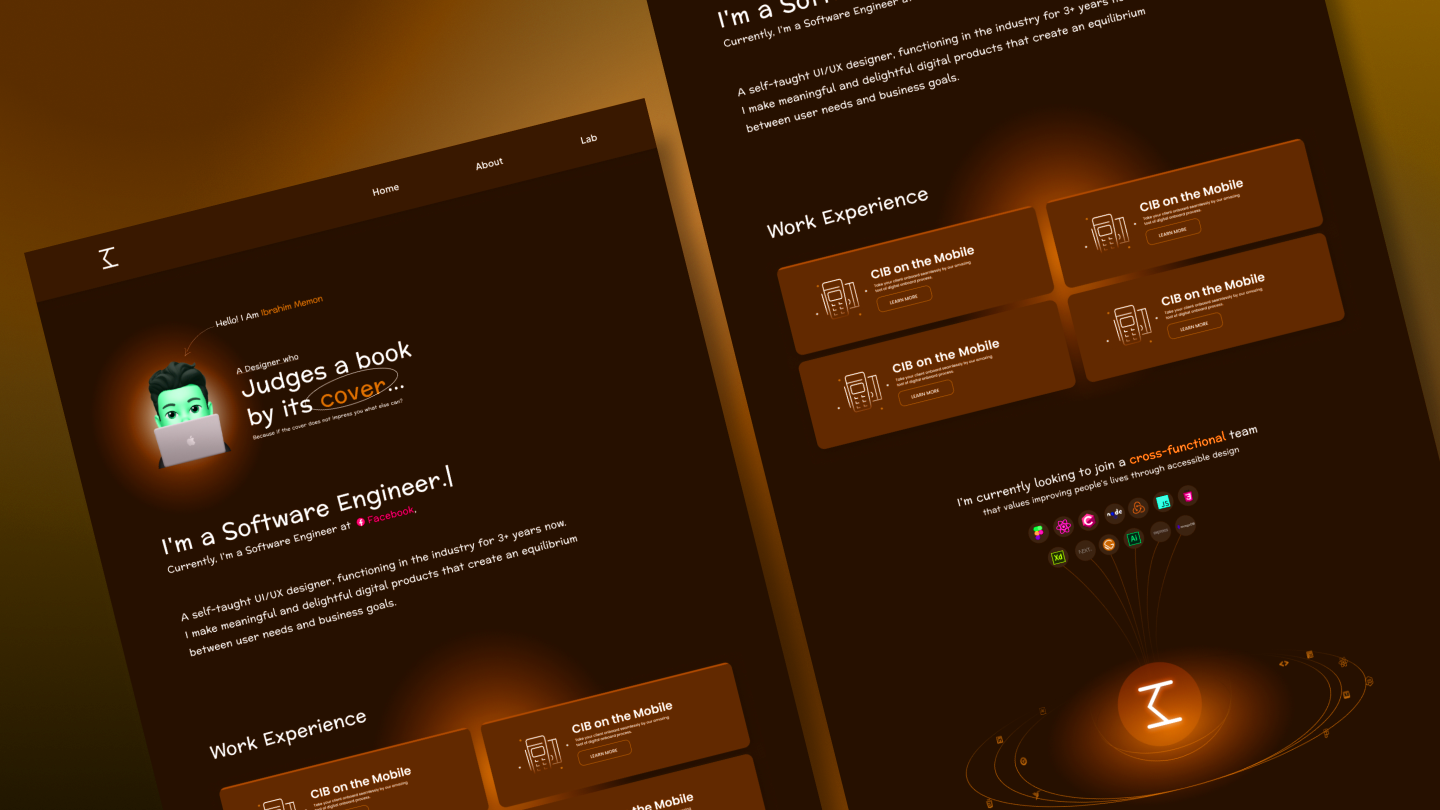 Home
About
Lab
Hello! I Am Ibrahim Memon
A Designer who
Judges a book
by its cover...
Because if the cover does not impress you what else can?
I'm a Software Engineer.|
Currently, I'm a Software Engineer at Facebook,
A self-taught UI/UX designer, functioning in the industry for 3+ years now.
I make meaningful and delightful digital products that create an equilibrium
between user needs and business goals.
Work Experience
CIB on the Mobile
Take your client onboard seamlessly by our amazing
tool of digital onboard process.
LEARN MORE
CIB on the Mobile
Take your client onboard seamlessly by our amazing
tool of digital onboard process.
CIB on the Mobile
I'm a Sof
Currently, I'm a Software Engineer
A self-taught UI/UX designer, functioning in the industry for 3+ years
I make meaningful and delightful digital products that create an equilibrium
between user needs and business goals.
Work Experience
CIB on the Mobile
Take your client onboard seamlessly by our amazing
tool of digital onboard process.
LEARN MORE
CIB on the Mobile
Take your client onboard seamlessly by our amazing
tool of digital onboard process.
LEARN MORE
CIB on the Mobile
Take your client onboard seamlessly by our amazing
tool of digital onboard process.
LEARN MORE
CIB on the Mobile
Take your client onboard seamlessly by our amazing
tool of digital onboard process.
LEARN MORE
I'm currently looking to join a cross-functional team
that values improving people's lives through accessible design
node
JS
Xd
NEXT
Ai